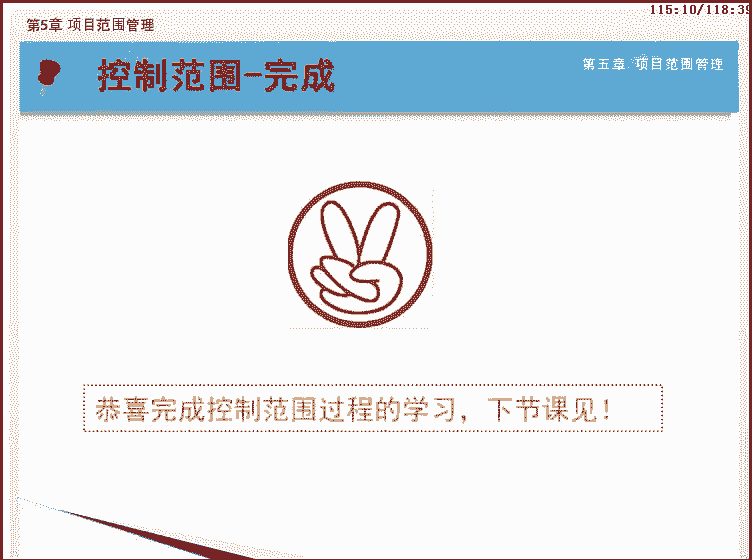 115:10/118:39
第5章 项目范围管理
控制范围-完成
第五章 项目范围管理
恭喜完成控制范围过程的学习，下节课见！